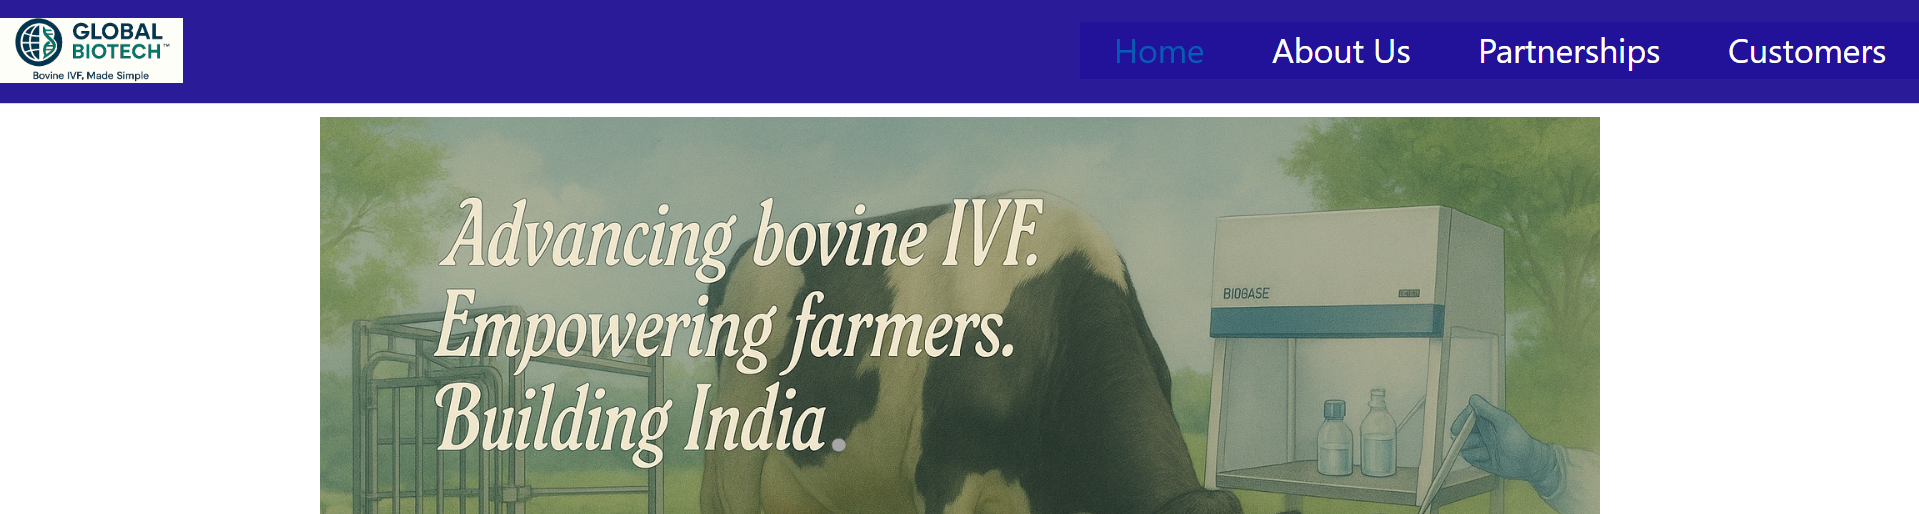 GLOBAL
BIOTECH™
Bovine IVF, Made Simple
Home About Us Partnerships Customers
Advancing bovine IVF.
Empowering farmers.
Building India.
BIOBASE